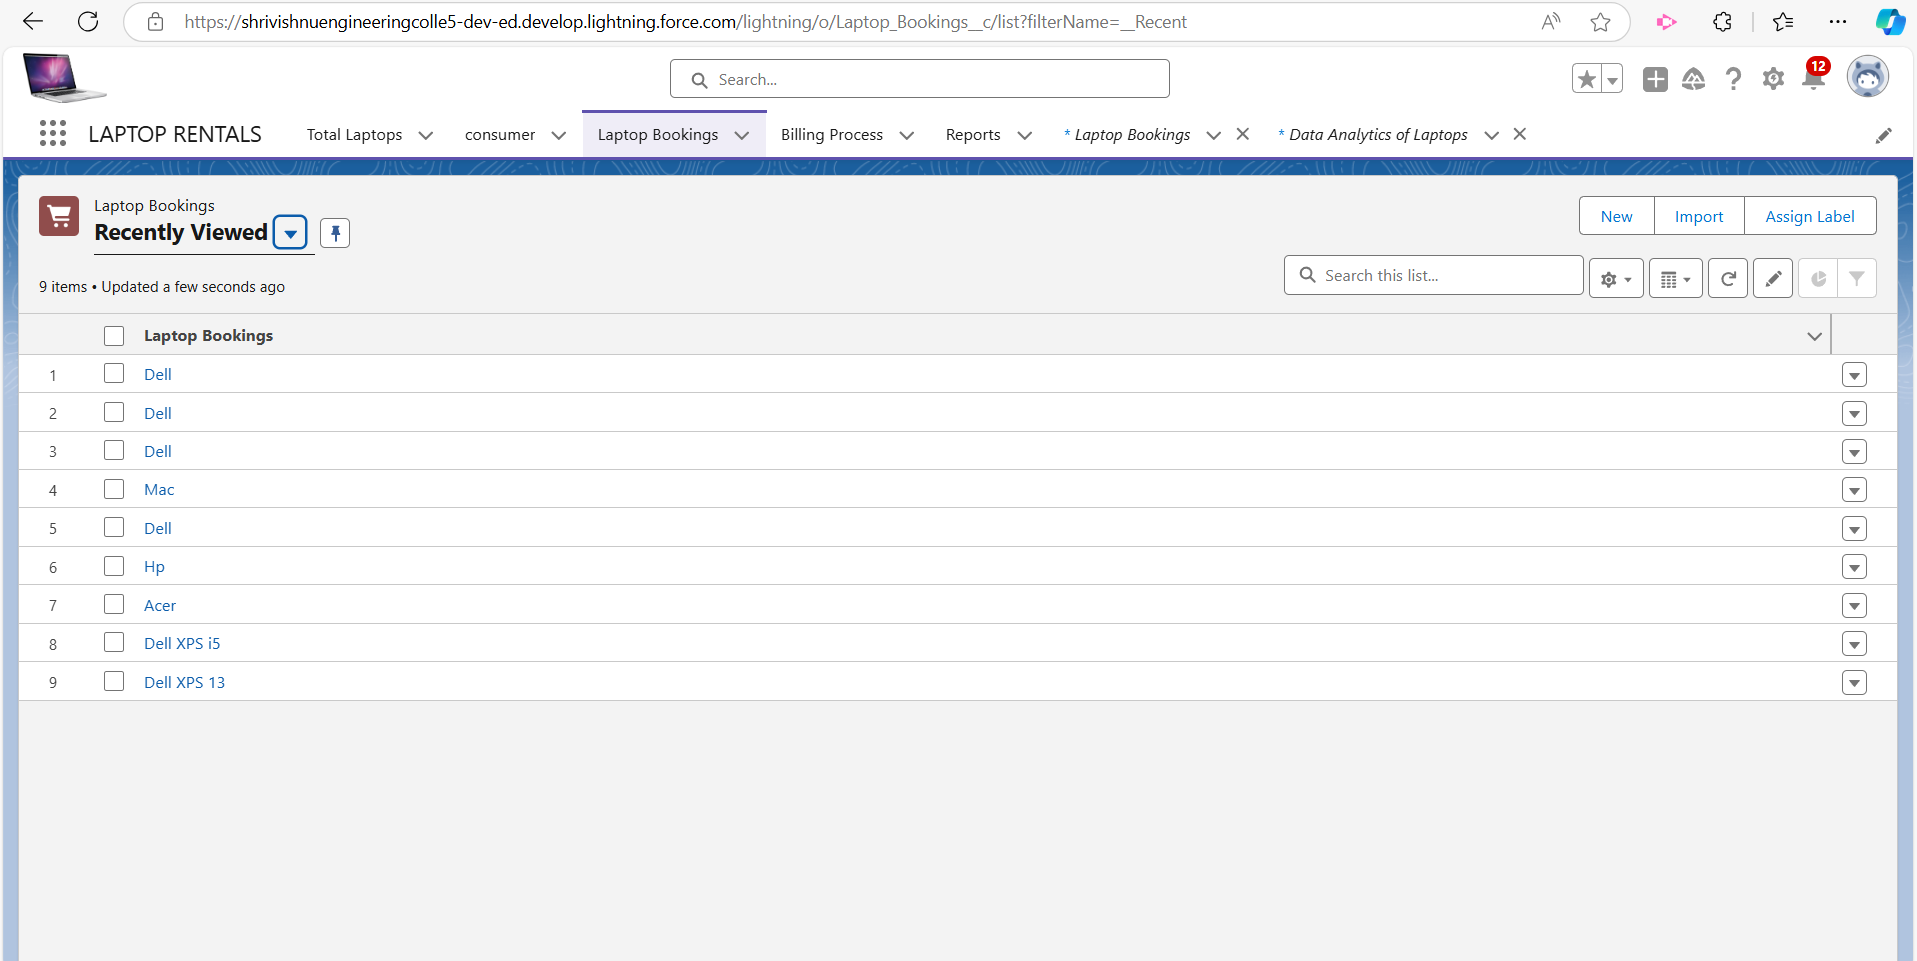 https://shrivishnuengineeringcolle5-dev-ed.develop.lightning.force.com/lightning/o/Laptop_Bookings__c/list?filterName=__Recent
Search...
12
LAPTOP RENTALS
Total Laptops
consumer
Laptop Bookings
Billing Process
Reports
* Laptop Bookings
* Data Analytics of Laptops
Laptop Bookings
Recently Viewed
New
Import
Assign Label
9 items • Updated a few seconds ago
Search this list...
Laptop Bookings
1 Dell
2 Dell
3 Dell
4 Mac
5 Dell
6 Hp
7 Acer
8 Dell XPS i5
9 Dell XPS 13